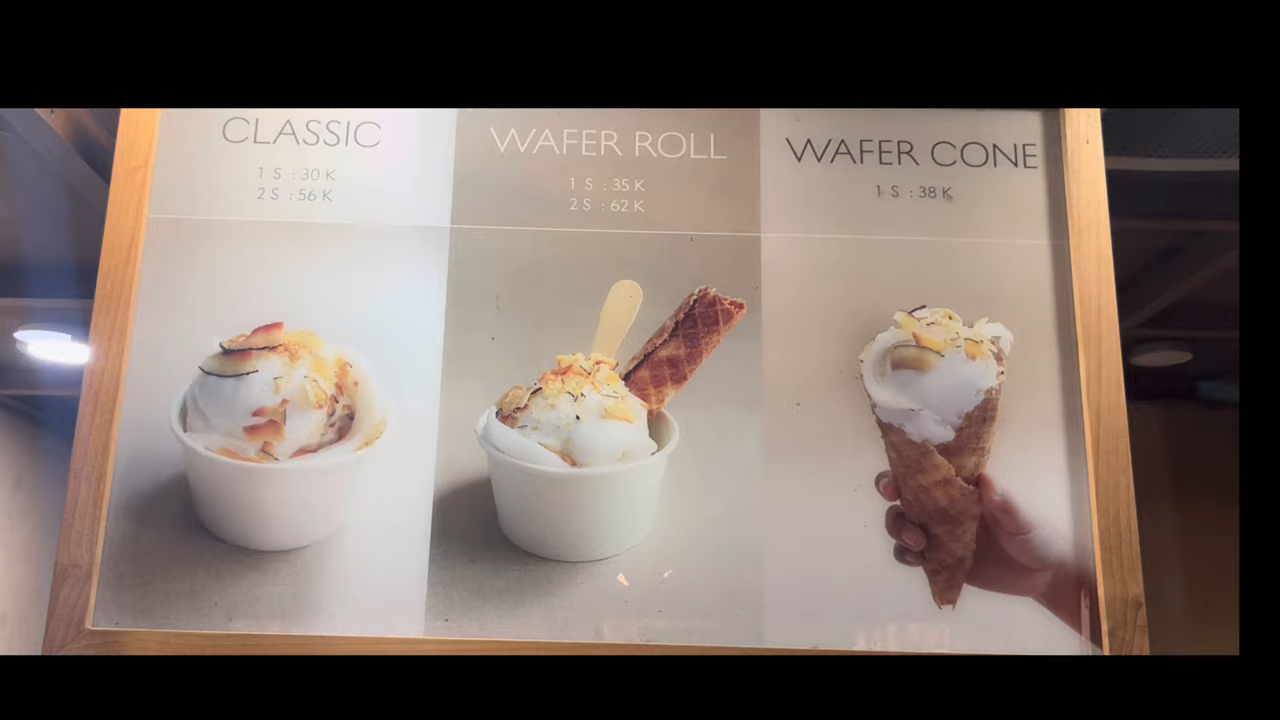 CLASSIC
1 S : 30 K
2 S : 56 K
WAFER ROLL
1 S : 35 K
2 S : 62 K
WAFER CONE
1 S : 38 K